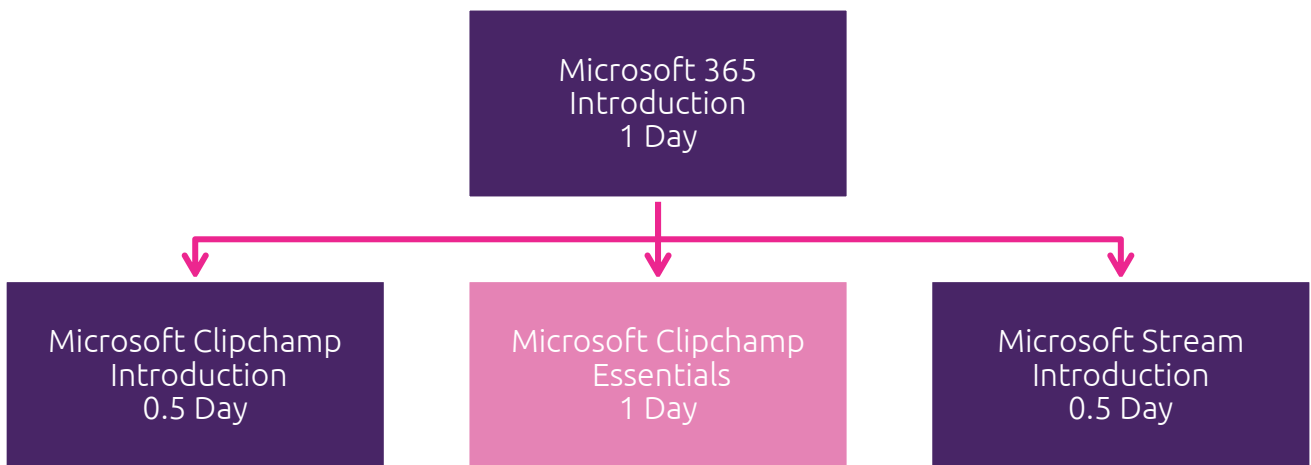 Microsoft 365
Introduction
1 Day
Microsoft Clipchamp
Introduction
0.5 Day
Microsoft Clipchamp
Essentials
1 Day
Microsoft Stream
Introduction
0.5 Day